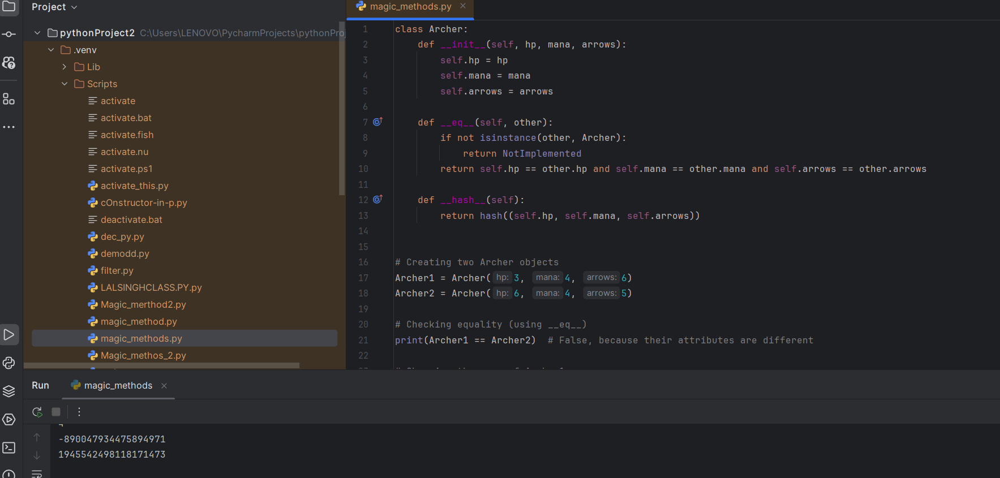 Project
pythonProject2 C:\Users\LENOVO\PycharmProjects\pythonProj
.venv
Lib
Scripts
activate
activate.bat
activate.fish
activate.nu
activate.ps1
activate_this.py
cOnstructor-in-p.py
deactivate.bat
dec_py.py
demodd.py
filter.py
LALSINGHCLASS.PY.py
Magic_merthod2.py
magic_method.py
magic_methods.py
Magic_methos_2.py
magic_methods.py
1 class Archer:
2 def __init__(self, hp, mana, arrows):
3 self.hp = hp
4 self.mana = mana
5 self.arrows = arrows
6
7 def __eq__(self, other):
8 if not isinstance(other, Archer):
9 return NotImplemented
10 return self.hp == other.hp and self.mana == other.mana and self.arrows == other.arrows
11
12 def __hash__(self):
13 return hash((self.hp, self.mana, self.arrows))
14
15
16 # Creating two Archer objects
17 Archer1 = Archer( hp: 3, mana: 4, arrows: 6)
18 Archer2 = Archer( hp: 6, mana: 4, arrows: 5)
19
20 # Checking equality (using __eq__)
21 print(Archer1 == Archer2) # False, because their attributes are different
22
Run magic_methods
-8900479344758949​71
1945542498118171473